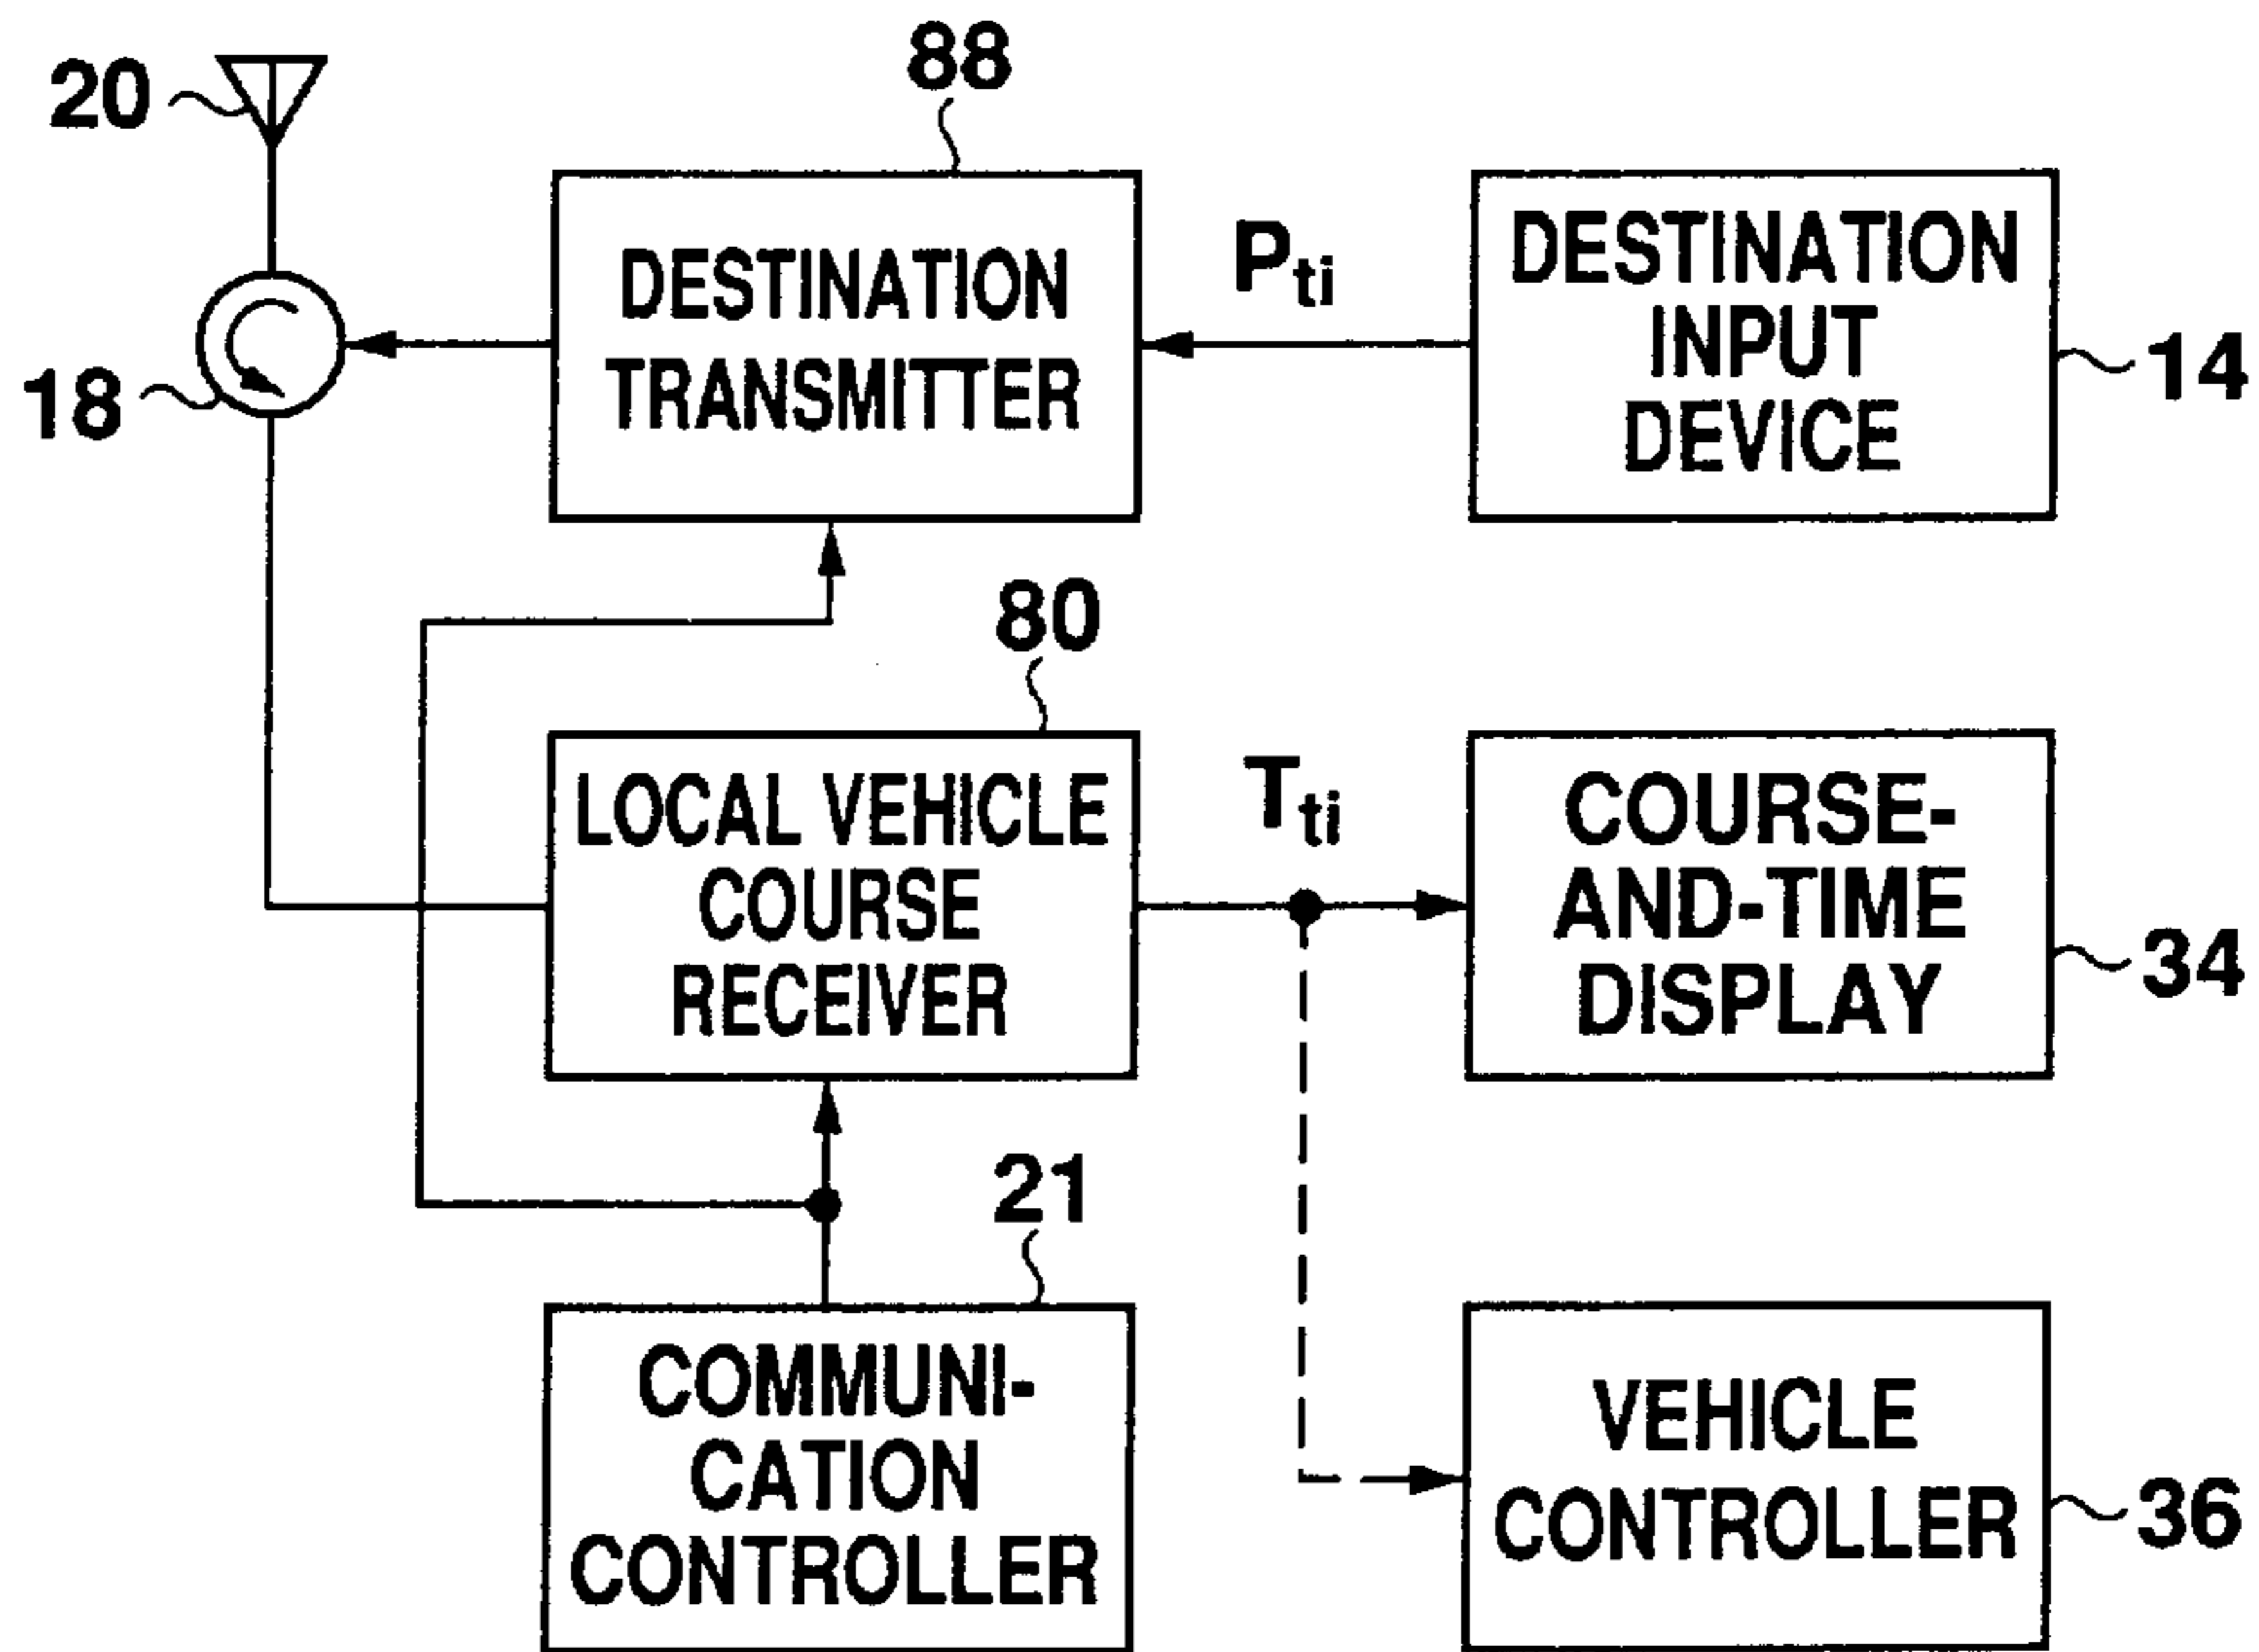 20
88
DESTINATION
TRANSMITTER
Pti
DESTINATION
INPUT
DEVICE
14
18
80
LOCAL VEHICLE
COURSE
RECEIVER
Tti
COURSE-
AND-TIME
DISPLAY
34
21
COMMUNI-
CATION
CONTROLLER
VEHICLE
CONTROLLER
36